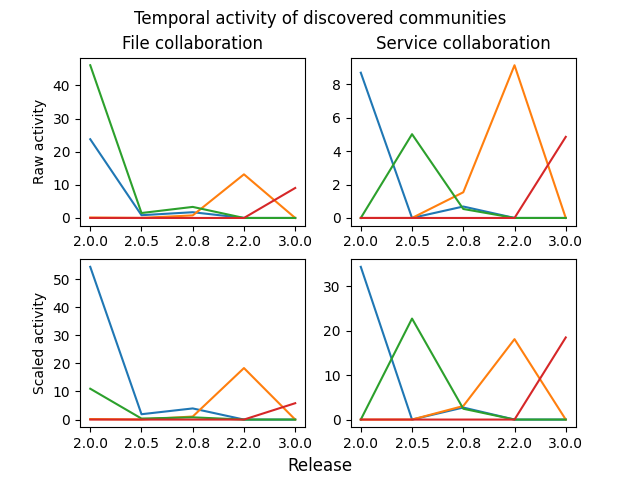 Temporal activity of discovered communities
File collaboration Service collaboration
Raw activity
40
30
20
10
0
2.0.0 2.0.5 2.0.8 2.2.0 3.0.0
8
6
4
2
0
2.0.0 2.0.5 2.0.8 2.2.0 3.0.0
Scaled activity
50
40
30
20
10
0
2.0.0 2.0.5 2.0.8 2.2.0 3.0.0
30
20
10
0
2.0.0 2.0.5 2.0.8 2.2.0 3.0.0
Release